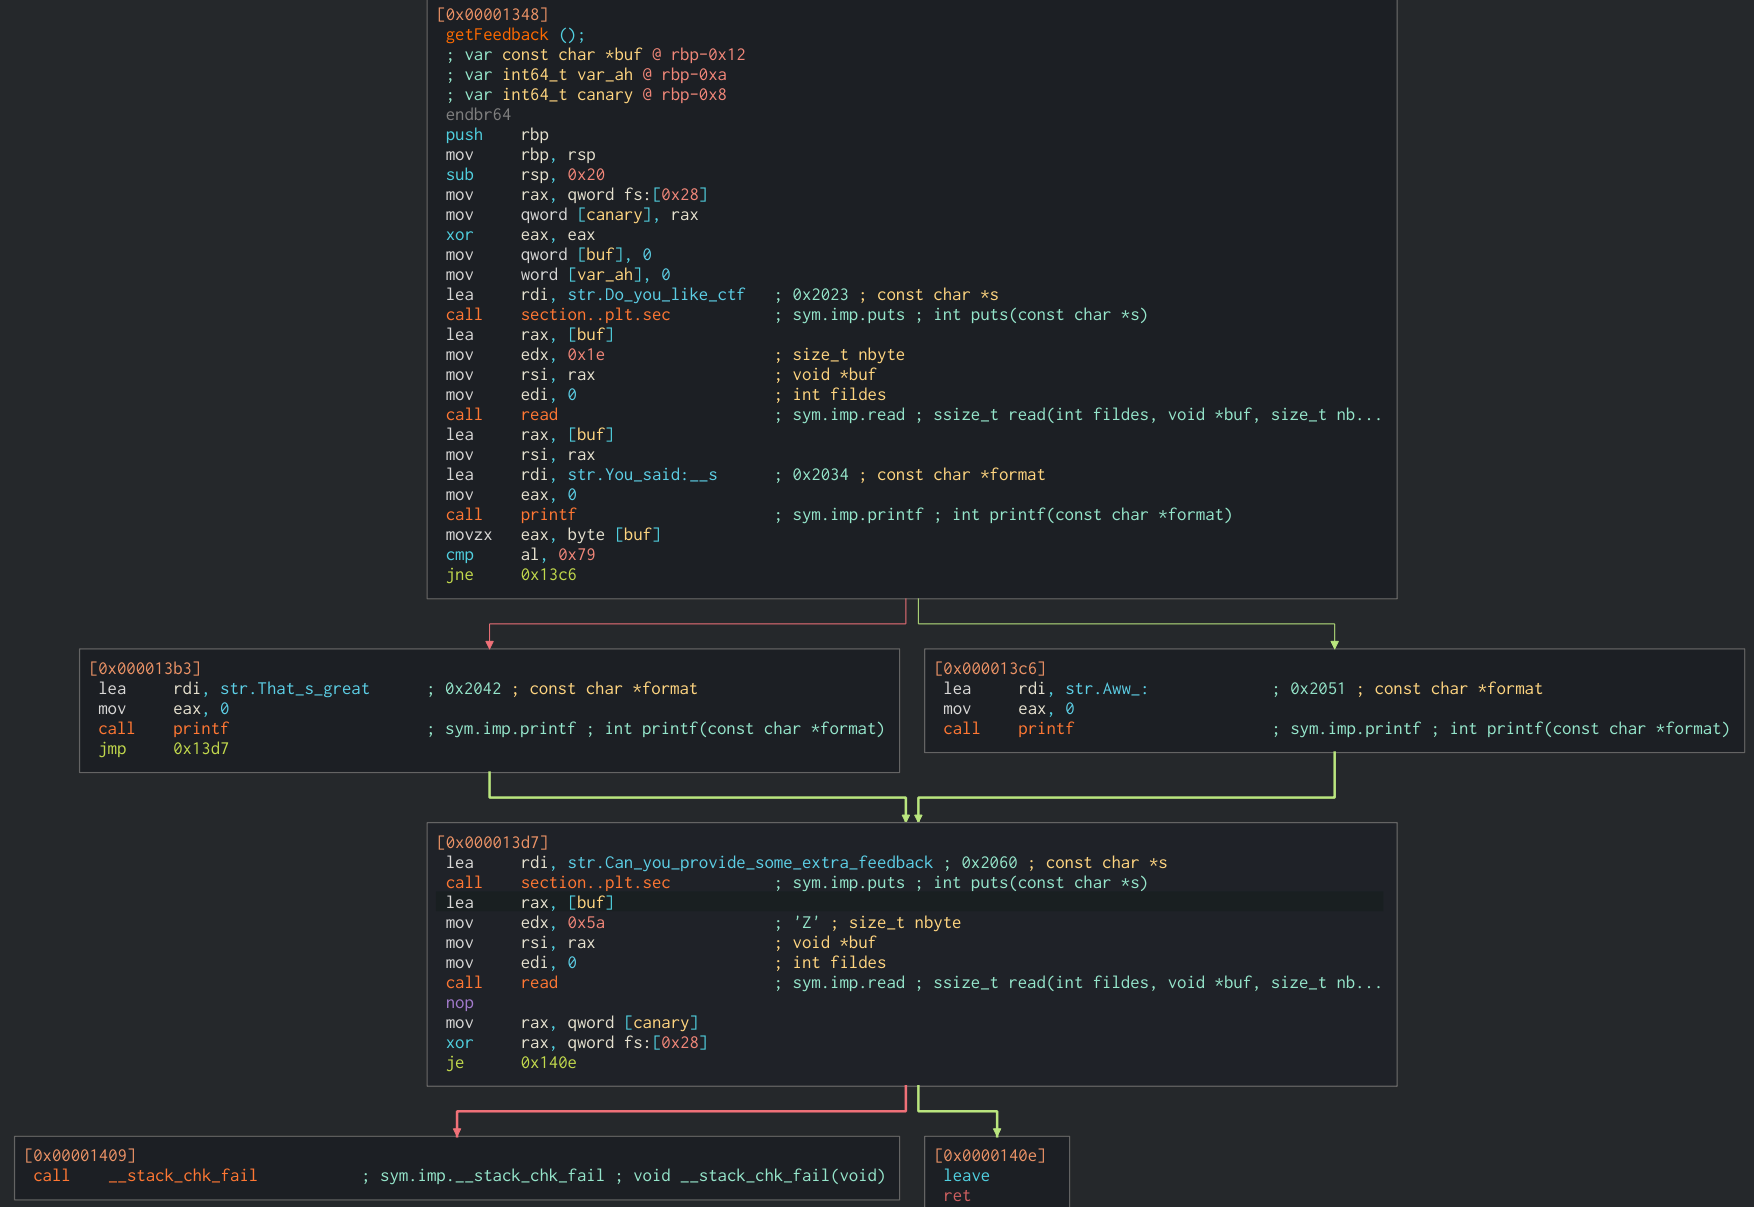 [0x00001348]
getFeedback ();
; var const char *buf @ rbp-0x12
; var int64_t var_ah @ rbp-0xa
; var int64_t canary @ rbp-0x8
endbr64
push rbp
mov rbp, rsp
sub rsp, 0x20
mov rax, qword fs:[0x28]
mov qword [canary], rax
xor eax, eax
mov qword [buf], 0
mov word [var_ah], 0
lea rdi, str.Do_you_like_ctf ; 0x2023 ; const char *s
call section..plt.sec ; sym.imp.puts ; int puts(const char *s)
lea rax, [buf]
mov edx, 0x1e ; size_t nbyte
mov rsi, rax ; void *buf
mov edi, 0 ; int fildes
call read ; sym.imp.read ; ssize_t read(int fildes, void *buf, size_t nb...
lea rax, [buf]
mov rsi, rax
lea rdi, str.You_said:__s ; 0x2034 ; const char *format
mov eax, 0
call printf ; sym.imp.printf ; int printf(const char *format)
movzx eax, byte [buf]
cmp al, 0x79
jne 0x13c6
[0x000013b3]
lea rdi, str.That_s_great ; 0x2042 ; const char *format
mov eax, 0
call printf ; sym.imp.printf ; int printf(const char *format)
jmp 0x13d7
[0x000013c6]
lea rdi, str.Aww_: ; 0x2051 ; const char *format
mov eax, 0
call printf ; sym.imp.printf ; int printf(const char *format)
[0x000013d7]
lea rdi, str.Can_you_provide_some_extra_feedback ; 0x2060 ; const char *s
call section..plt.sec ; sym.imp.puts ; int puts(const char *s)
lea rax, [buf]
mov edx, 0x5a ; 'Z' ; size_t nbyte
mov rsi, rax ; void *buf
mov edi, 0 ; int fildes
call read ; sym.imp.read ; ssize_t read(int fildes, void *buf, size_t nb...
nop
mov rax, qword [canary]
xor rax, qword fs:[0x28]
je 0x140e
[0x00001409]
call __stack_chk_fail ; sym.imp.__stack_chk_fail ; void __stack_chk_fail(void)
[0x0000140e]
leave
ret